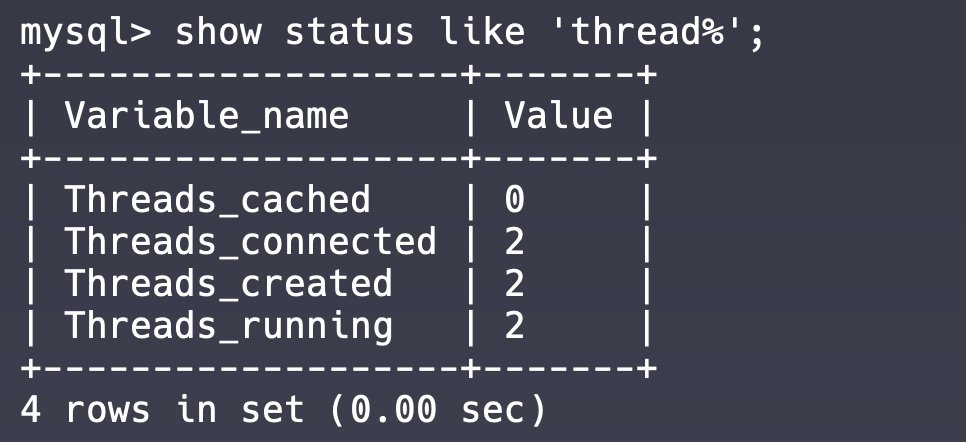 mysql> show status like 'thread%';
+-------------------+-------+
| Variable_name     | Value |
+-------------------+-------+
| Threads_cached    | 0     |
| Threads_connected | 2     |
| Threads_created   | 2     |
| Threads_running   | 2     |
+-------------------+-------+
4 rows in set (0.00 sec)